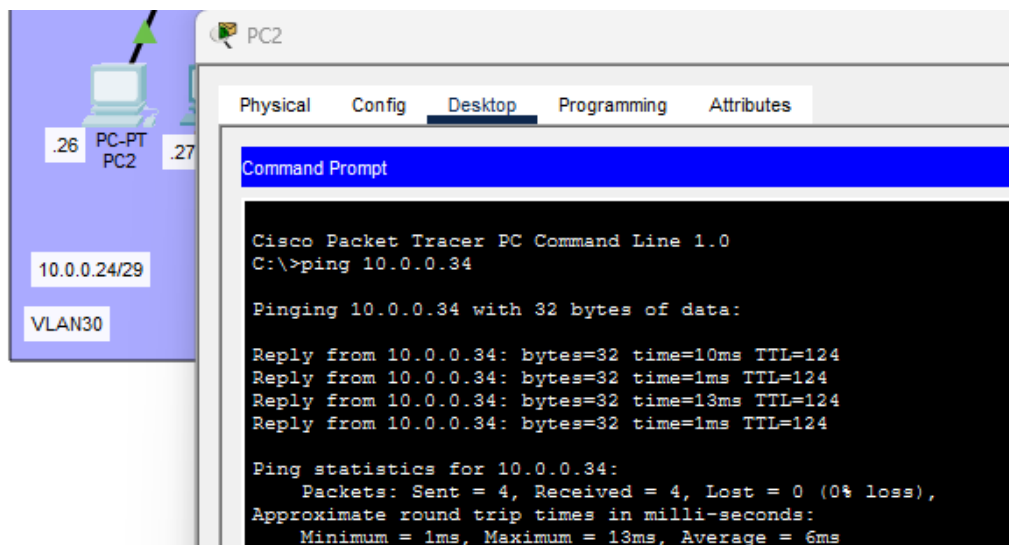 PC2
Physical Config Desktop Programming Attributes
.26 PC-PT .27
PC2
Command Prompt
Cisco Packet Tracer PC Command Line 1.0
C:\>ping 10.0.0.34
10.0.0.24/29
Pinging 10.0.0.34 with 32 bytes of data:
VLAN30
Reply from 10.0.0.34: bytes=32 time=10ms TTL=124
Reply from 10.0.0.34: bytes=32 time=1ms TTL=124
Reply from 10.0.0.34: bytes=32 time=13ms TTL=124
Reply from 10.0.0.34: bytes=32 time=1ms TTL=124
Ping statistics for 10.0.0.34:
Packets: Sent = 4, Received = 4, Lost = 0 (0% loss),
Approximate round trip times in milli-seconds:
Minimum = 1ms, Maximum = 13ms, Average = 6ms